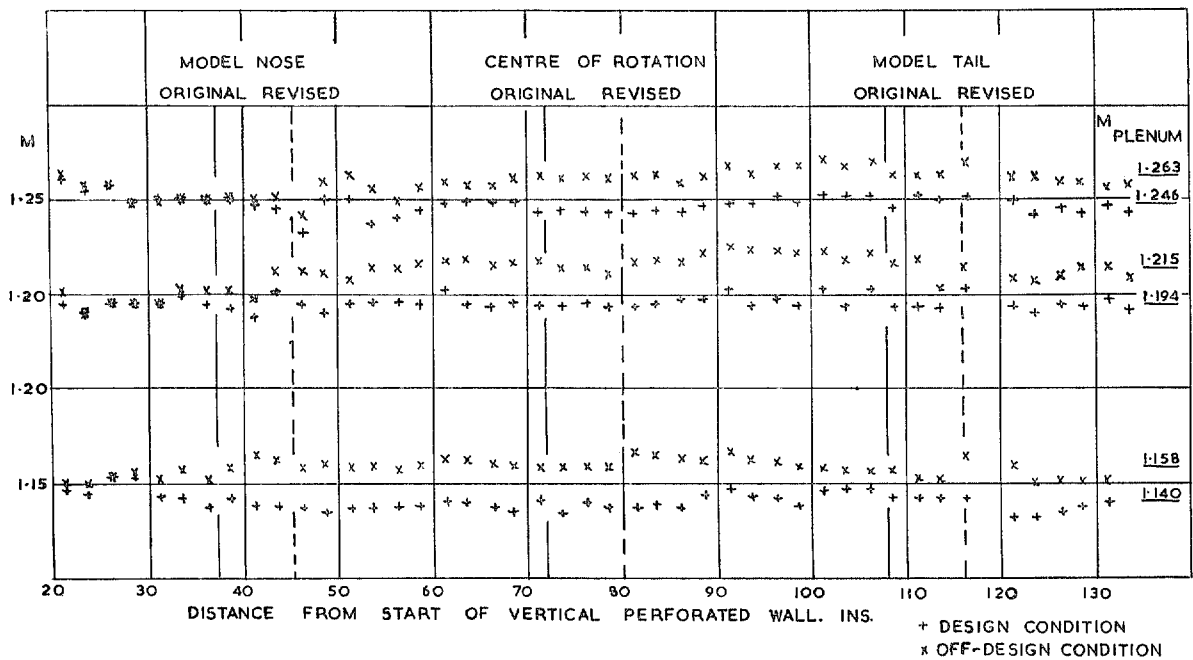 MODEL NOSE CENTRE OF ROTATION MODEL TAIL
ORIGINAL REVISED ORIGINAL REVISED ORIGINAL REVISED
M M PLENUM
1·263
1·25 1·246
1·215
1·20 1·194
1·20
1·158
1·15 1·140
20 30 40 50 60 70 80 90 100 110 120 130
DISTANCE FROM START OF VERTICAL PERFORATED WALL. INS.
+ DESIGN CONDITION
x OFF-DESIGN CONDITION